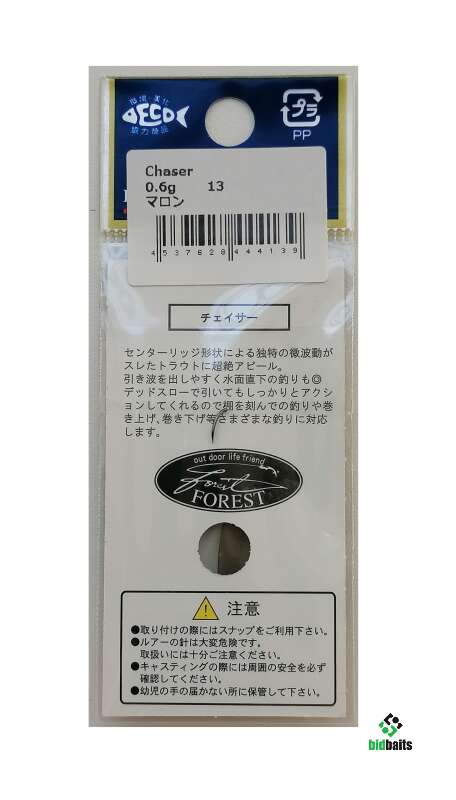 環境・美化
ECO
協力商品
プラ
PP
Chaser
0.6g 13
マロン
4 537828 444139
チェイサー
センターリッジ形状による独特の微波動が
スレたトラウトに超絶アピール。
引き波を出しやすく水面直下の釣りも◎
デッドスローで引いてもしっかりとアクシ
ョンしてくれるので棚を刻んでの釣りや巻
き上げ、巻き下げ等さまざまな釣りに対応
します。
out door life friend
Forest
FOREST
注意
●取り付けの際にはスナップをご利用下さい。
●ルアーの針は大変危険です。
取扱いには十分ご注意ください。
●キャスティングの際には周囲の安全を必ず
確認してください。
●幼児の手の届かない所に保管して下さい。
bidbaits